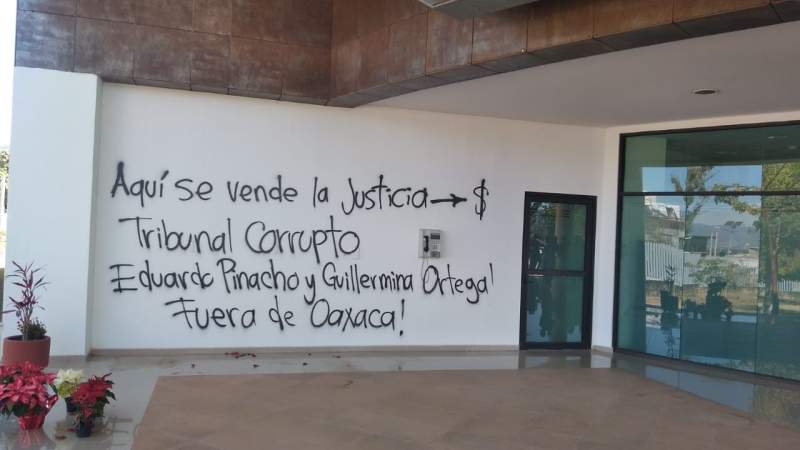 Aquí se vende la Justicia → $
Tribunal Corrupto
Eduardo Pinacho y Guillermina Ortega!
Fuera de Oaxaca!